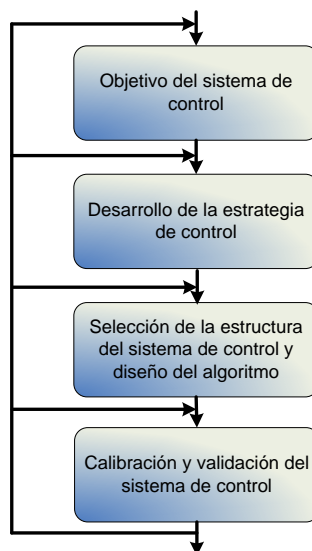 Objetivo del sistema de
control
Desarrollo de la estrategia
de control
Selección de la estructura
del sistema de control y
diseño del algoritmo
Calibración y validación del
sistema de control